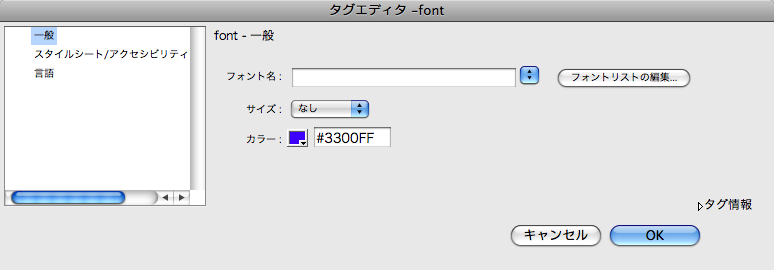 タグエディタ -font
一般
スタイルシート/アクセシビリティ
言語
font - 一般
フォント名 :
フォントリストの編集...
サイズ : なし
カラー : #3300FF
タグ情報
キャンセル OK